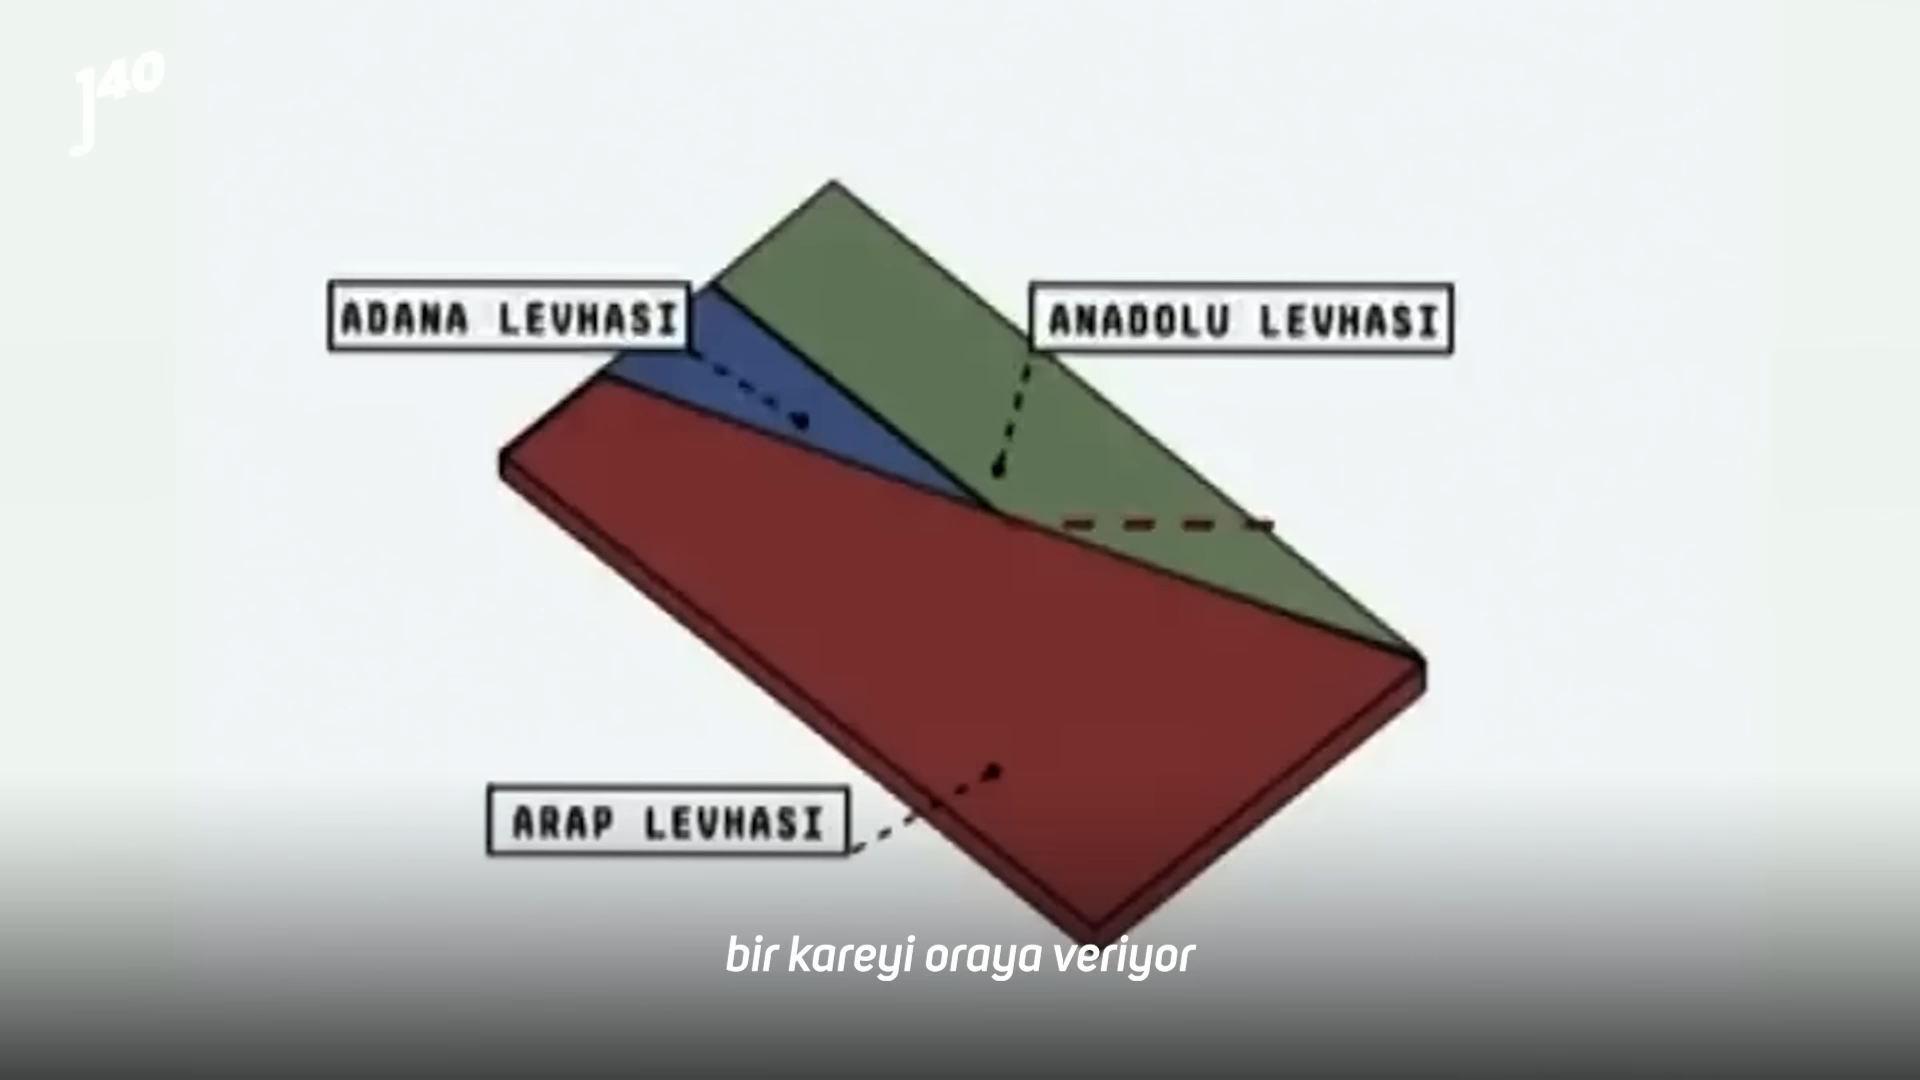 J40
ADANA LEVHASI
ANADOLU LEVHASI
ARAP LEVHASI
bir kareyi oraya veriyor